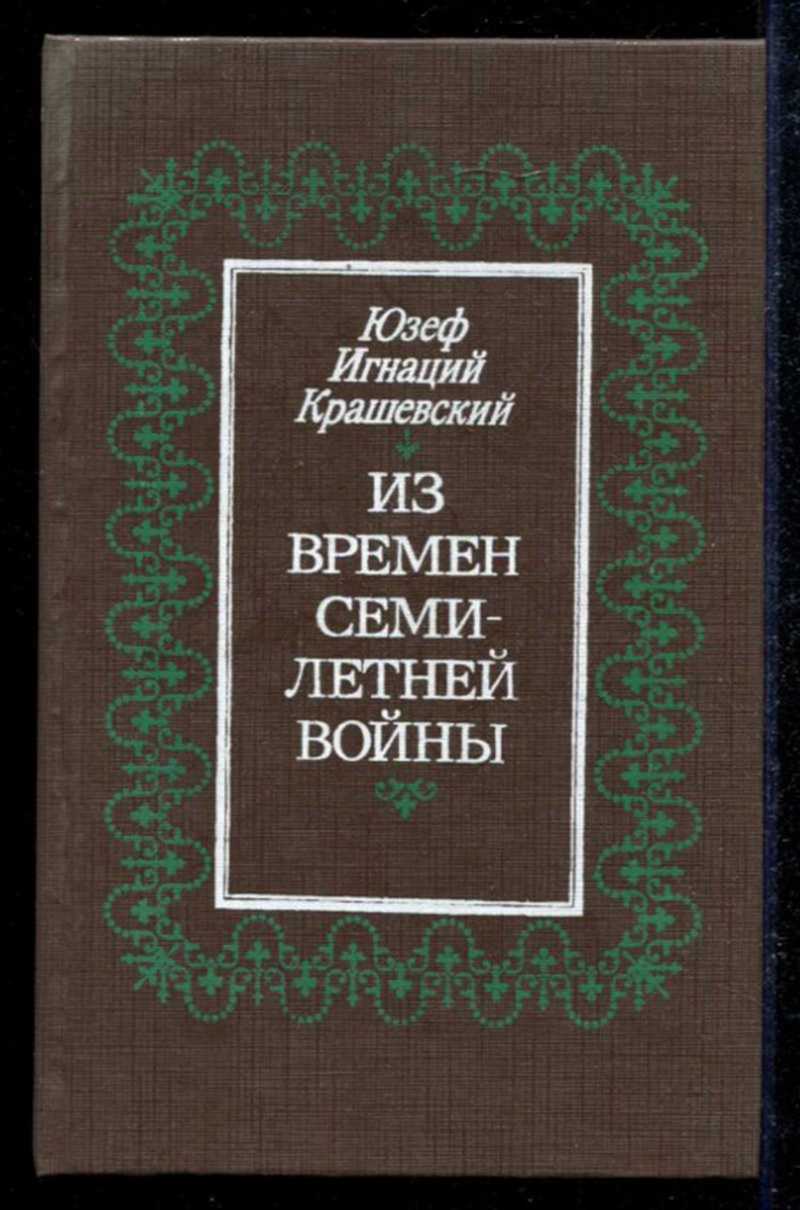 Юзеф
Игнаций
Крашевский
ИЗ
ВРЕМЕН
СЕМИ-
ЛЕТНЕЙ
ВОЙНЫ